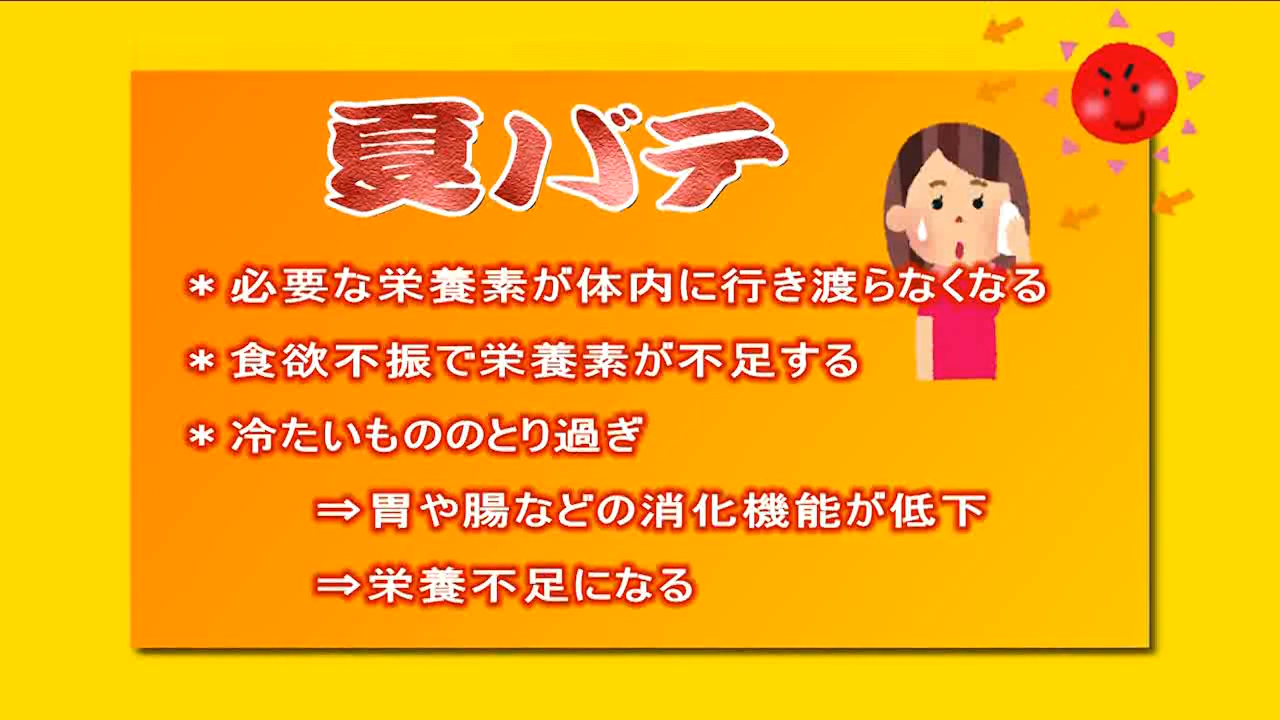 夏バテ
＊必要な栄養素が体内に行き渡らなくなる
＊食欲不振で栄養素が不足する
＊冷たいもののとり過ぎ
⇒胃や腸などの消化機能が低下
⇒栄養不足になる